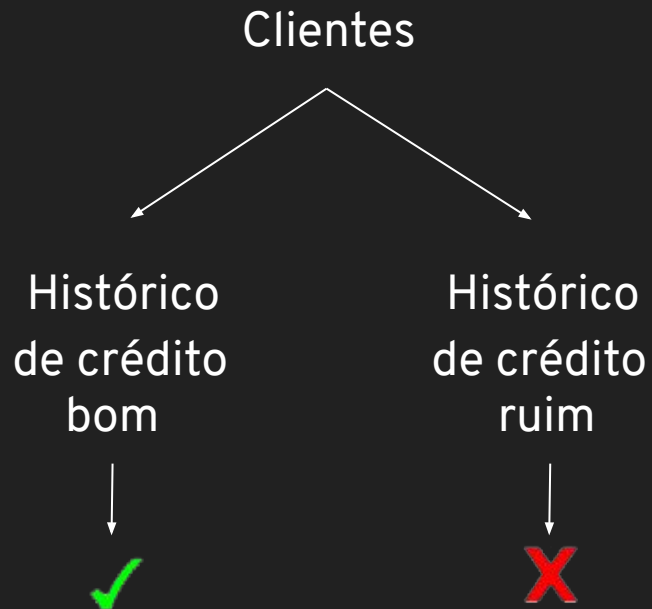 Clientes
Histórico
de crédito
bom
Histórico
de crédito
ruim